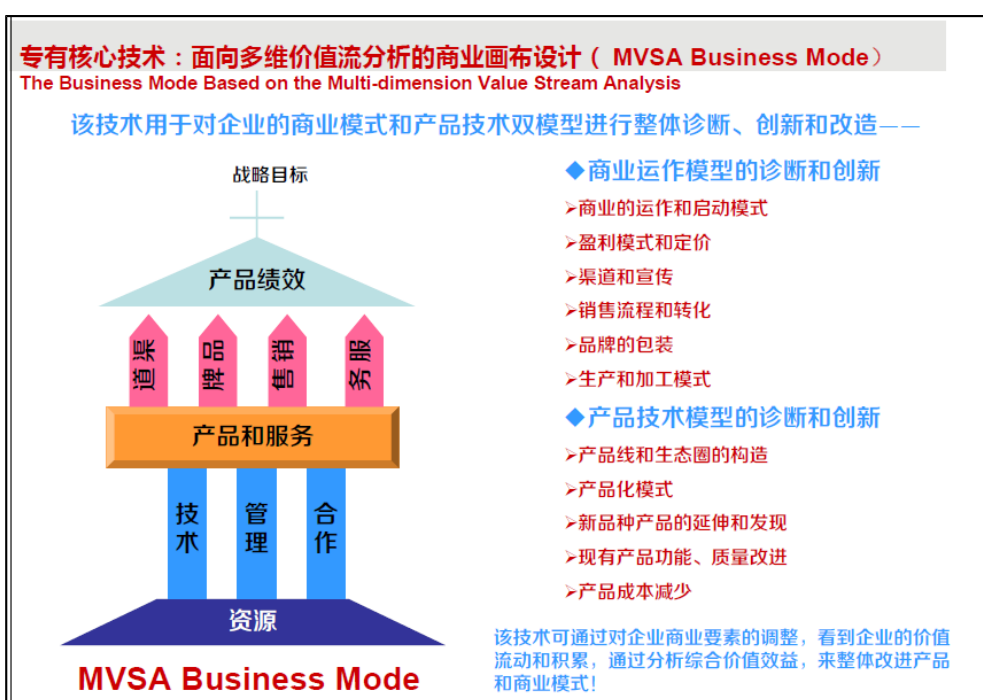 专有核心技术：面向多维价值流分析的商业画布设计（ MVSA Business Mode）
The Business Mode Based on the Multi-dimension Value Stream Analysis
该技术用于对企业的商业模式和产品技术双模型进行整体诊断、创新和改造——
战略目标
产品绩效
渠道
品牌
销售
服务
产品和服务
技术
管理
合作
资源
MVSA Business Mode
◆商业运作模型的诊断和创新
➢商业的运作和启动模式
➢盈利模式和定价
➢渠道和宣传
➢销售流程和转化
➢品牌的包装
➢生产和加工模式
◆产品技术模型的诊断和创新
➢产品线和生态圈的构造
➢产品化模式
➢新品种产品的延伸和发现
➢现有产品功能、质量改进
➢产品成本减少
该技术可通过对企业商业要素的调整，看到企业的价值
流动和积累，通过分析综合价值效益，来整体改进产品
和商业模式！